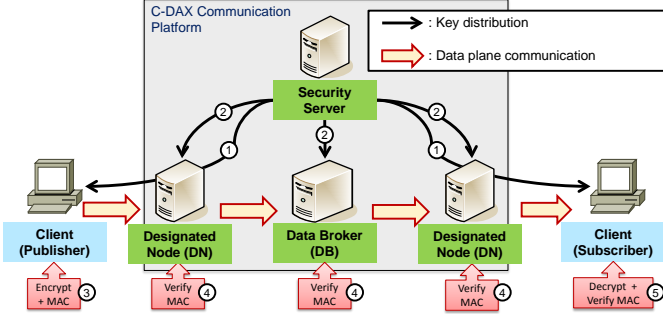 C-DAX Communication
Platform
: Key distribution
: Data plane communication
Security
Server
2
2
2
1
1
Client
(Publisher)
Designated
Node (DN)
Data Broker
(DB)
Designated
Node (DN)
Client
(Subscriber)
Encrypt
+ MAC
3
Verify
MAC
4
Verify
MAC
4
Verify
MAC
4
Decrypt +
Verify MAC
5